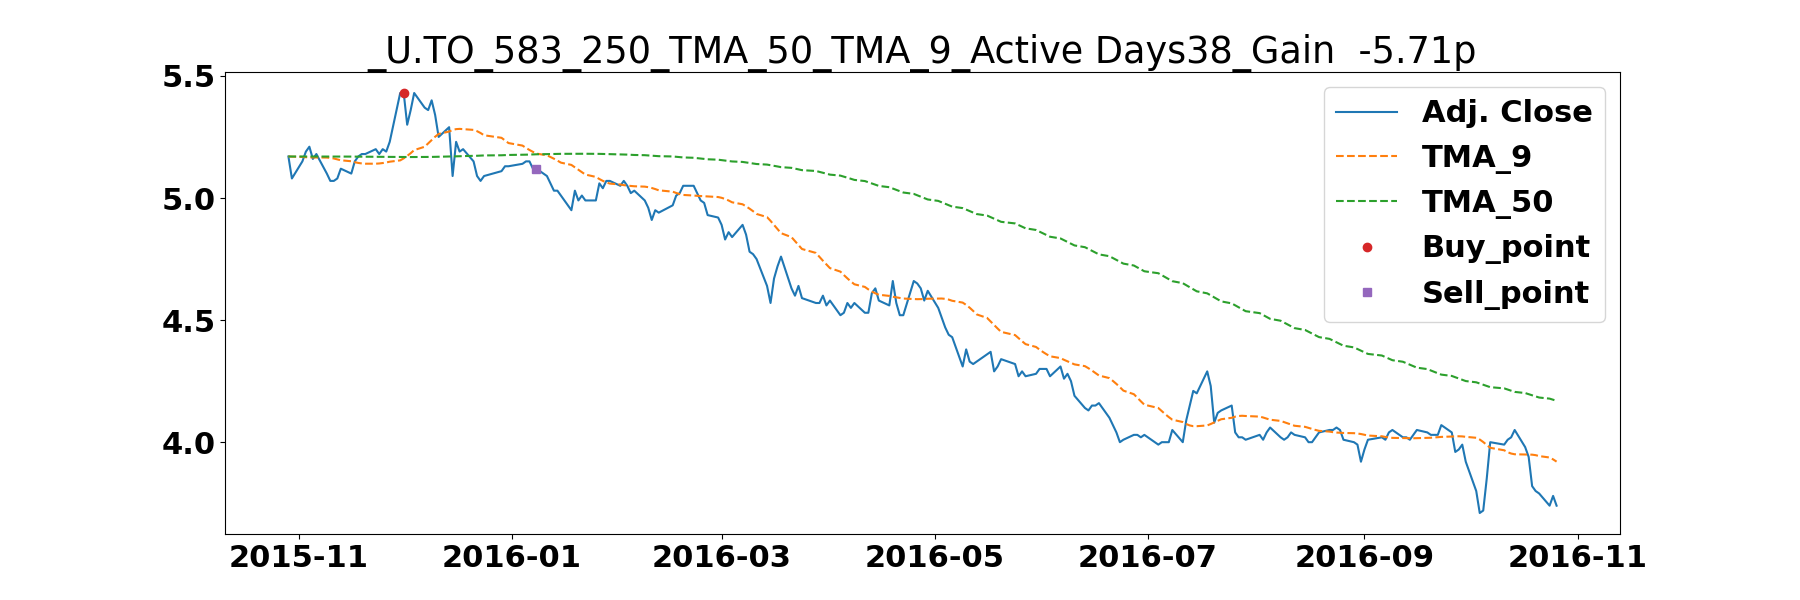 _U.TO_583_250_TMA_50_TMA_9_Active Days38_Gain  -5.71p
5.5
5.0
4.5
4.0
Adj. Close
TMA_9
TMA_50
Buy_point
Sell_point
2015-11 2016-01 2016-03 2016-05 2016-07 2016-09 2016-11